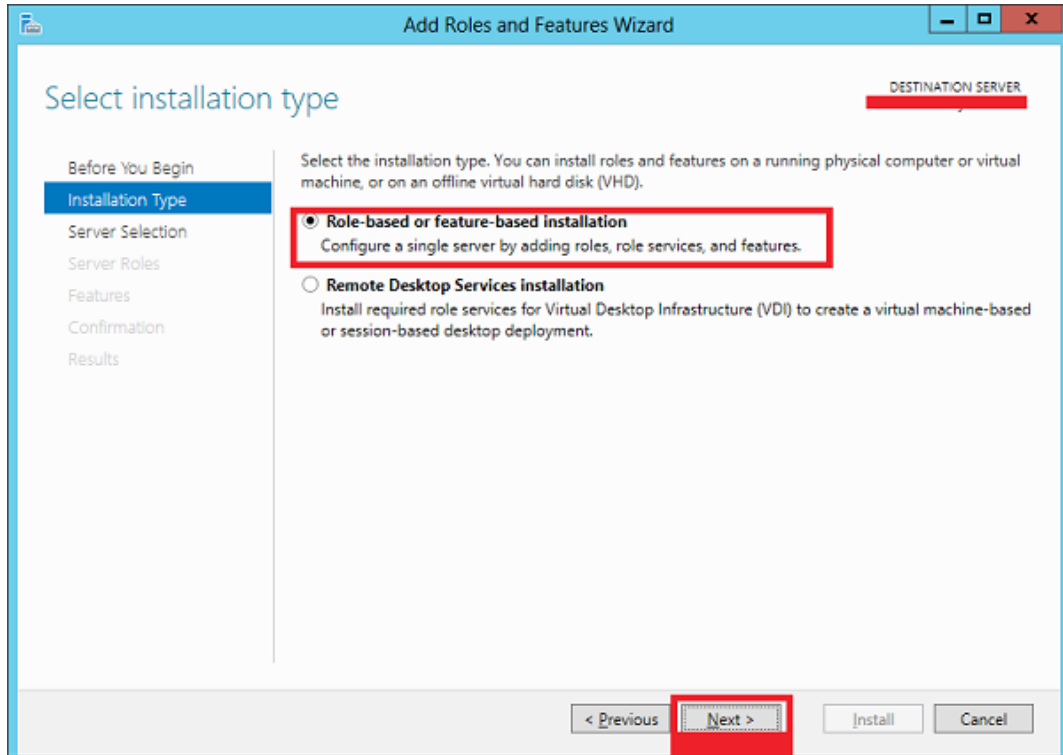 Add Roles and Features Wizard
Select installation type
DESTINATION SERVER
Before You Begin
Installation Type
Server Selection
Server Roles
Features
Confirmation
Results
Select the installation type. You can install roles and features on a running physical computer or virtual
machine, or on an offline virtual hard disk (VHD).
Role-based or feature-based installation
Configure a single server by adding roles, role services, and features.
Remote Desktop Services installation
Install required role services for Virtual Desktop Infrastructure (VDI) to create a virtual machine-based
or session-based desktop deployment.
< Previous
Next >
Install
Cancel